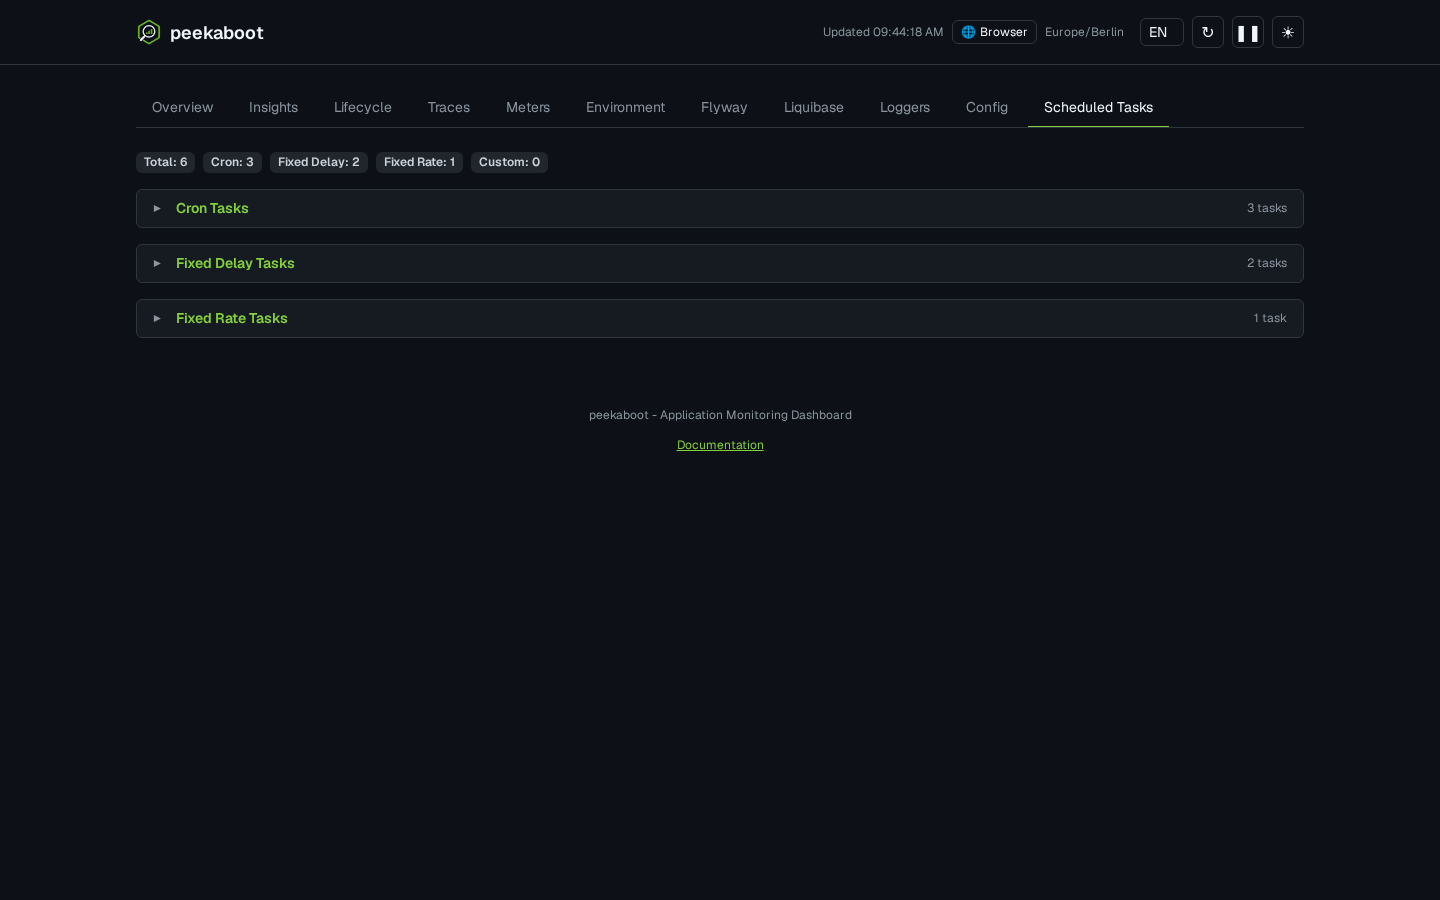 peekaboot
Updated 09:44:18 AM
🌐 Browser
Europe/Berlin
EN
Overview
Insights
Lifecycle
Traces
Meters
Environment
Flyway
Liquibase
Loggers
Config
Scheduled Tasks
Total: 6
Cron: 3
Fixed Delay: 2
Fixed Rate: 1
Custom: 0
Cron Tasks
3 tasks
Fixed Delay Tasks
2 tasks
Fixed Rate Tasks
1 task
peekaboot - Application Monitoring Dashboard
Documentation